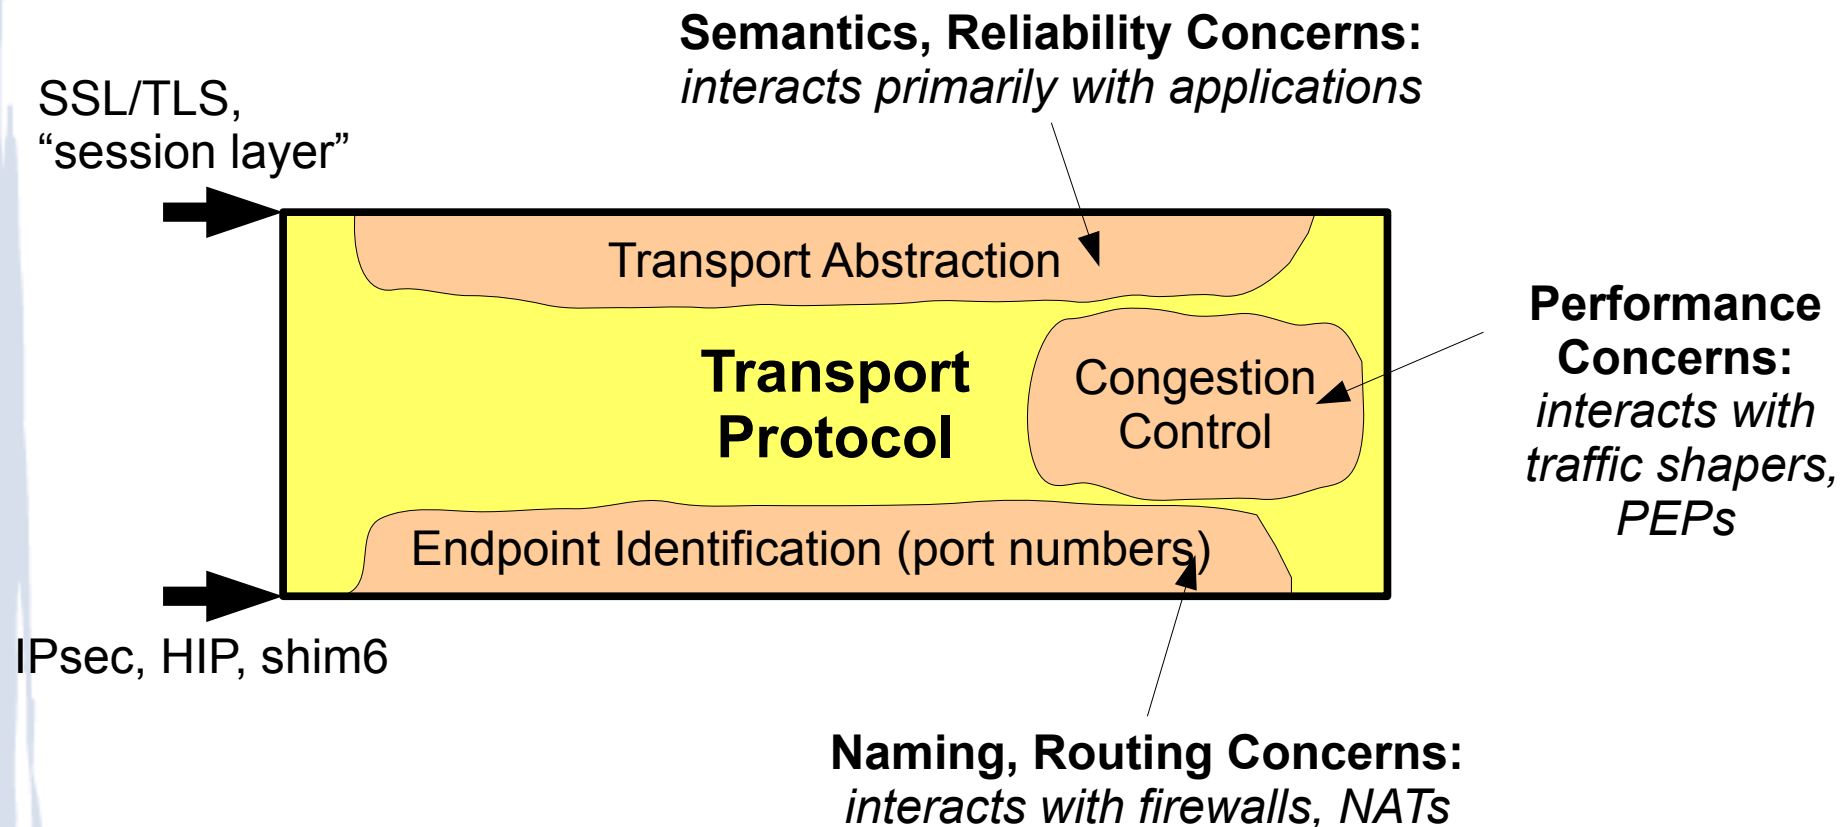 Semantics, Reliability Concerns:
interacts primarily with applications
SSL/TLS,
“session layer”
Transport Abstraction
Performance
Concerns:
interacts with
traffic shapers,
PEPs
Transport
Protocol
Congestion
Control
Endpoint Identification (port numbers)
IPsec, HIP, shim6
Naming, Routing Concerns:
interacts with firewalls, NATs